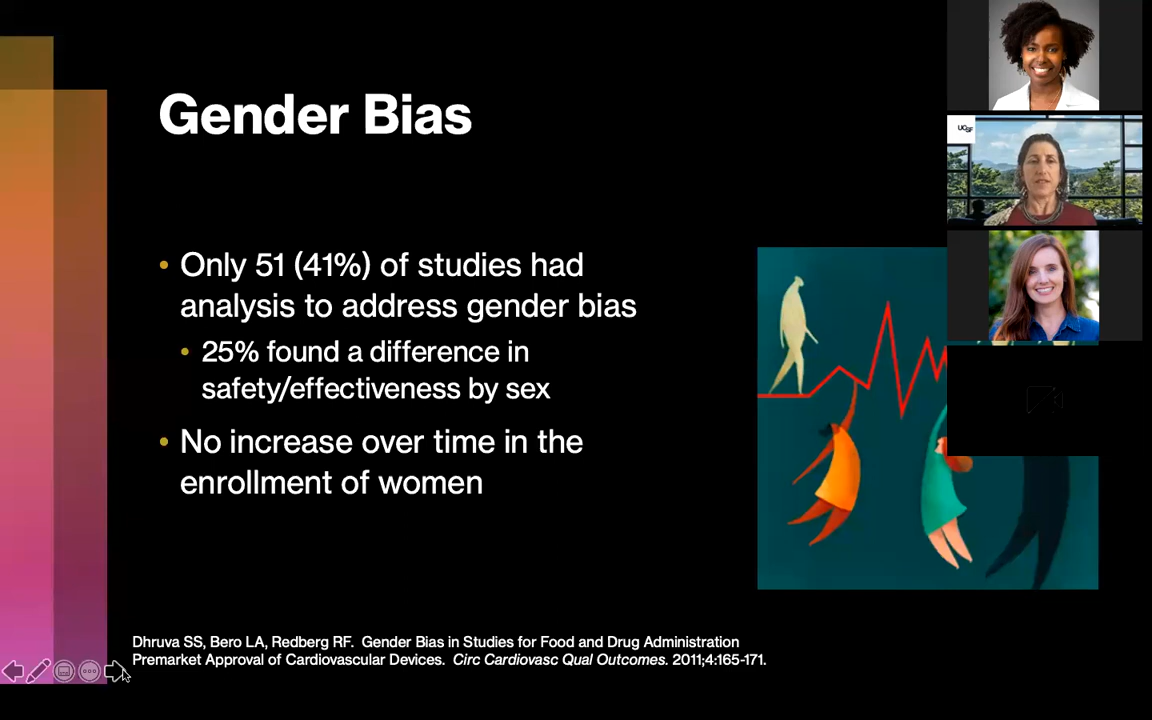 Gender Bias
• Only 51 (41%) of studies had
analysis to address gender bias
• 25% found a difference in
safety/effectiveness by sex
• No increase over time in the
enrollment of women
Dhruva SS, Bero LA, Redberg RF. Gender Bias in Studies for Food and Drug Administration
Premarket Approval of Cardiovascular Devices. Circ Cardiovasc Qual Outcomes. 2011;4:165-171.
UCSF